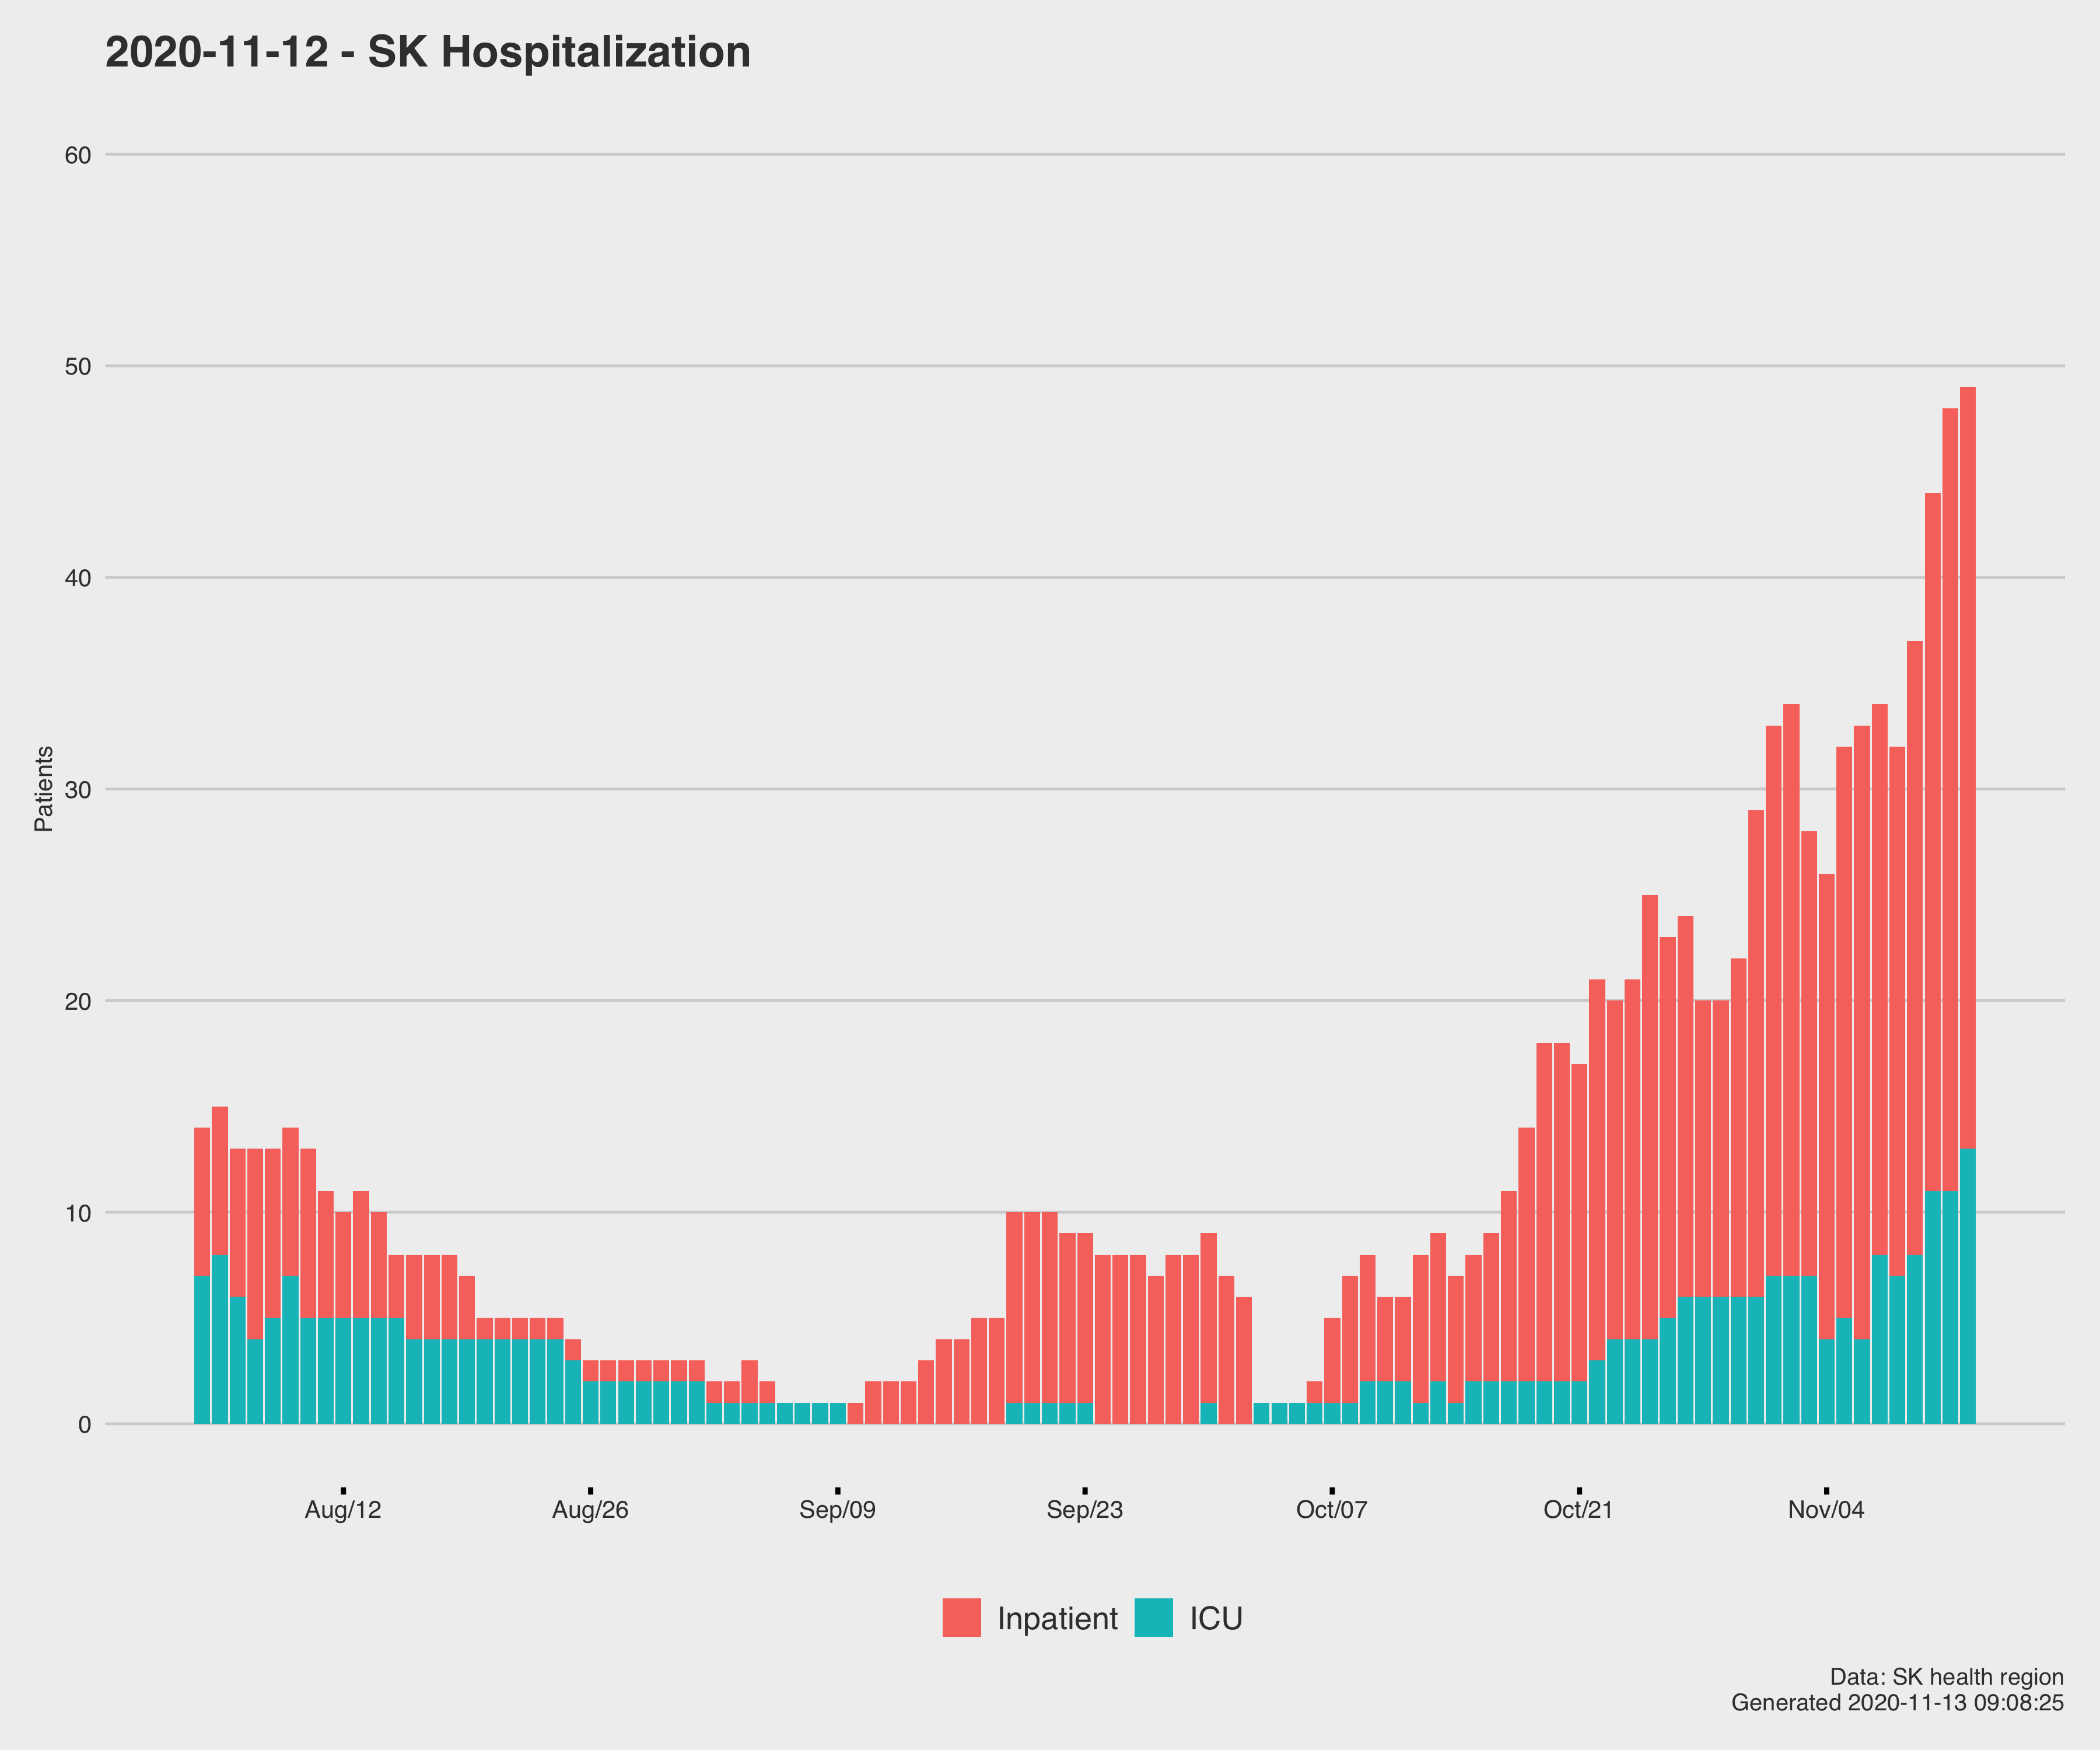 2020-11-12 - SK Hospitalization
60
50
40
30
20
10
0
Patients
Aug/12 Aug/26 Sep/09 Sep/23 Oct/07 Oct/21 Nov/04
Inpatient ICU
Data: SK health region
Generated 2020-11-13 09:08:25